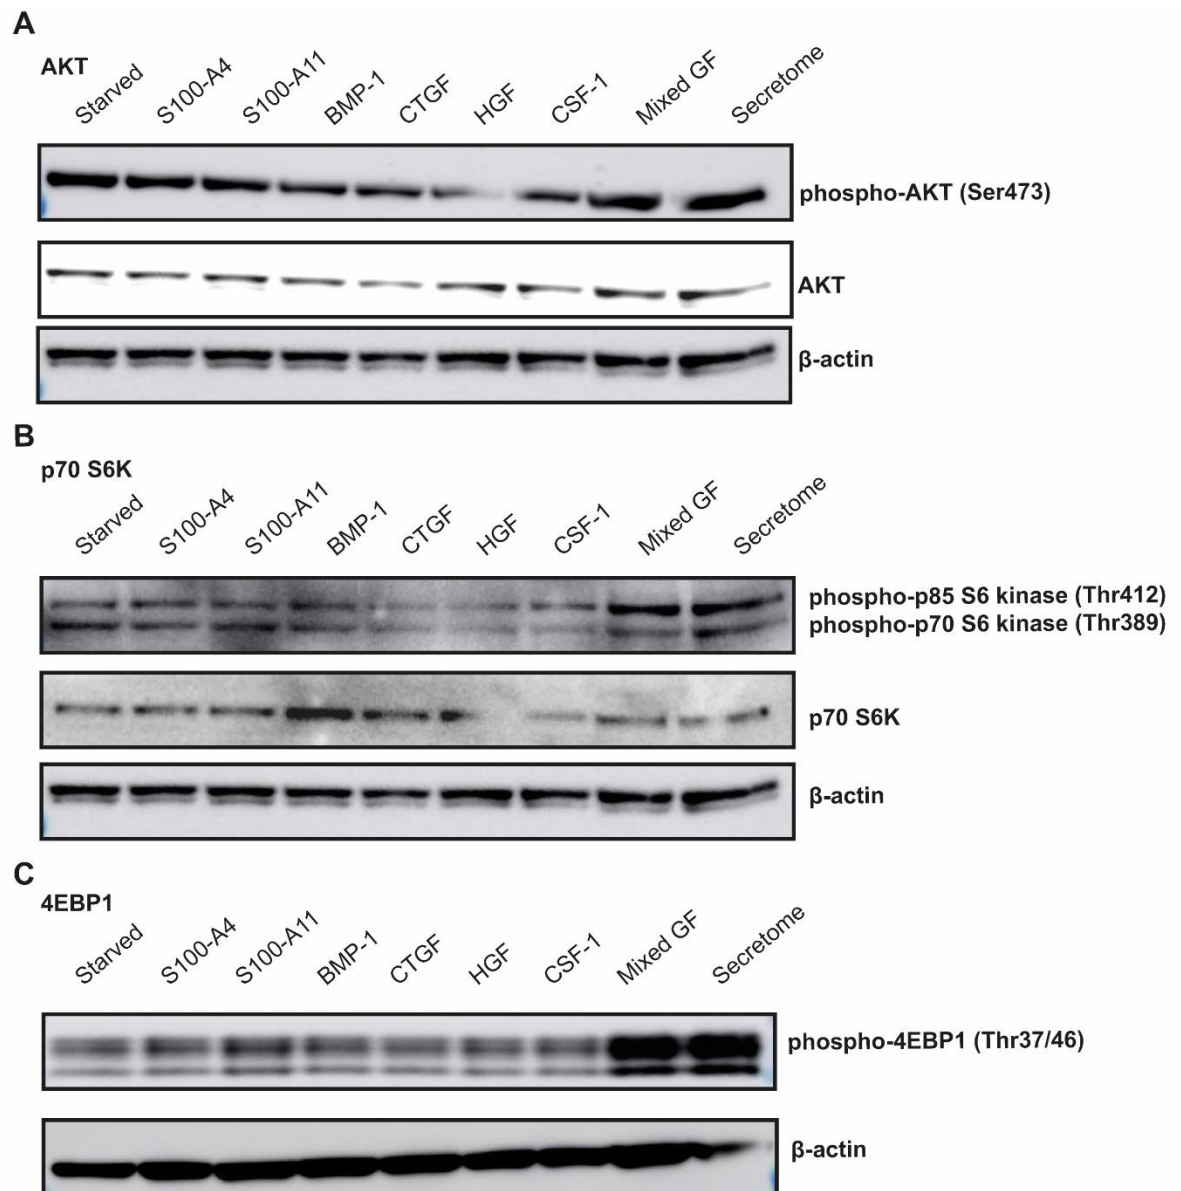 A
AKT
Starved S100-A4 S100-A11 BMP-1 CTGF HGF CSF-1 Mixed GF Secretome
phospho-AKT (Ser473)
AKT
β-actin
B
p70 S6K
Starved S100-A4 S100-A11 BMP-1 CTGF HGF CSF-1 Mixed GF Secretome
phospho-p85 S6 kinase (Thr412)
phospho-p70 S6 kinase (Thr389)
p70 S6K
β-actin
C
4EBP1
Starved S100-A4 S100-A11 BMP-1 CTGF HGF CSF-1 Mixed GF Secretome
phospho-4EBP1 (Thr37/46)
β-actin